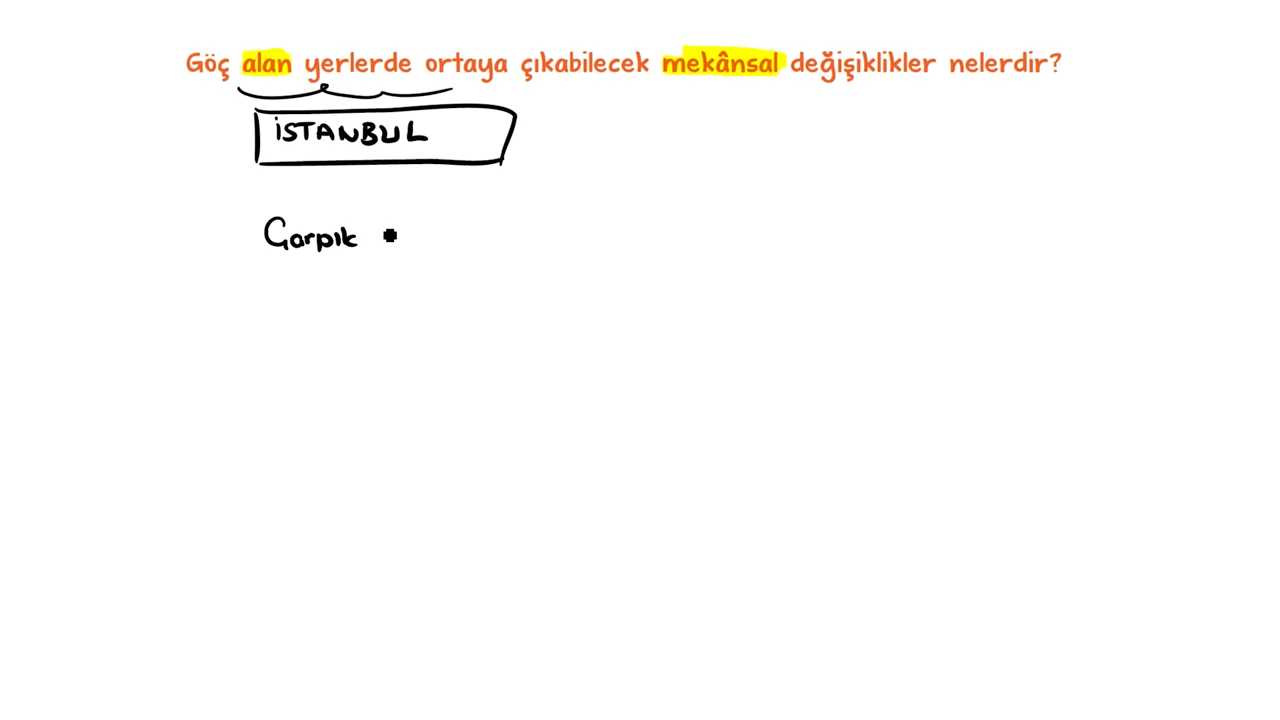 Göç alan yerlerde ortaya çıkabilecek mekânsal değişiklikler nelerdir?
İSTANBUL
Çarpık